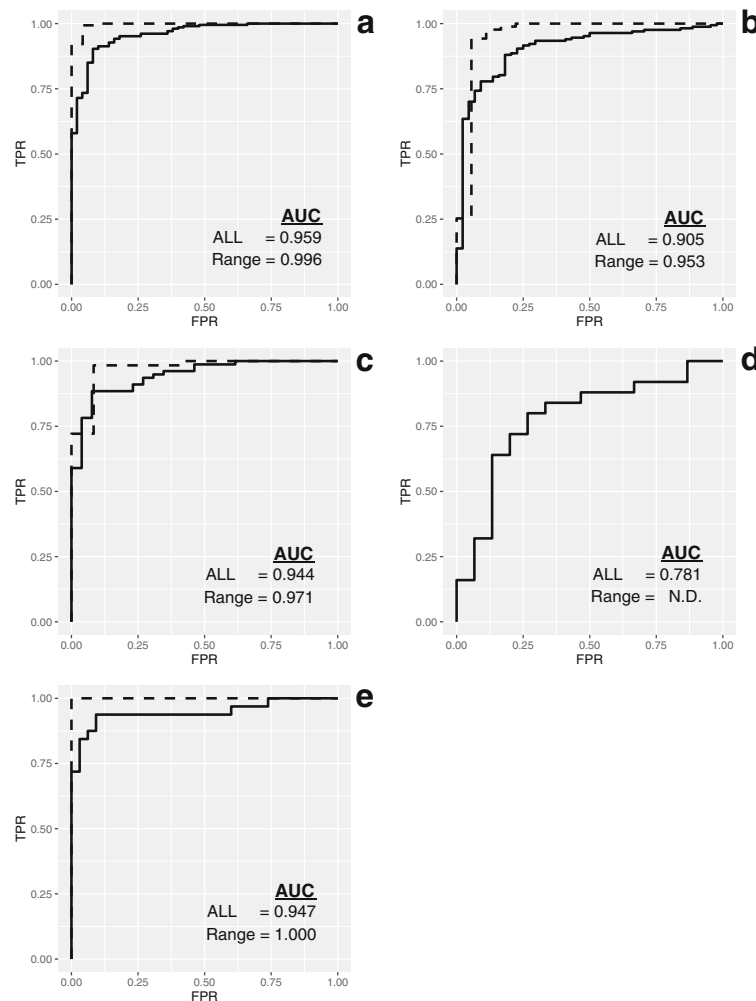 a
1.00
0.75
0.50
0.25
0.00
TPR
AUC
ALL = 0.959
Range = 0.996
0.00 0.25 0.50 0.75 1.00
FPR
b
1.00
0.75
0.50
0.25
0.00
TPR
AUC
ALL = 0.905
Range = 0.953
0.00 0.25 0.50 0.75 1.00
FPR
c
1.00
0.75
0.50
0.25
0.00
TPR
AUC
ALL = 0.944
Range = 0.971
0.00 0.25 0.50 0.75 1.00
FPR
d
1.00
0.75
0.50
0.25
0.00
TPR
AUC
ALL = 0.781
Range = N.D.
0.00 0.25 0.50 0.75 1.00
FPR
e
1.00
0.75
0.50
0.25
0.00
TPR
AUC
ALL = 0.947
Range = 1.000
0.00 0.25 0.50 0.75 1.00
FPR